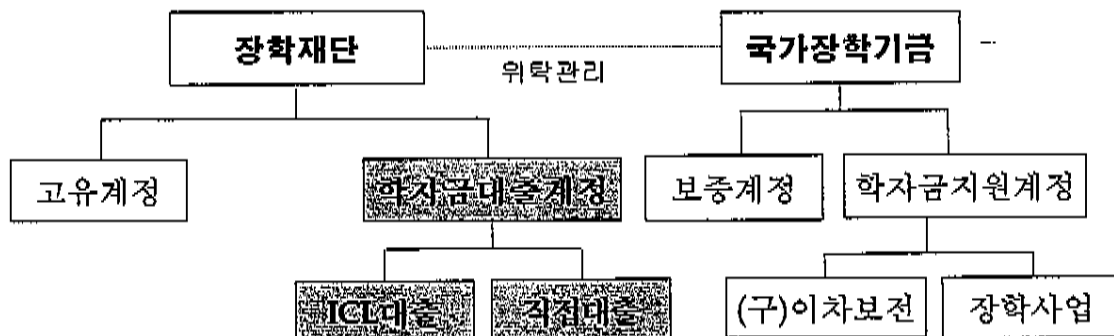 장학재단
국가장학기금
위탁관리
고유계정
학자금대출계정
보증계정
학자금지원계정
ICL대출
직접대출
(구)이차보전
장학사업